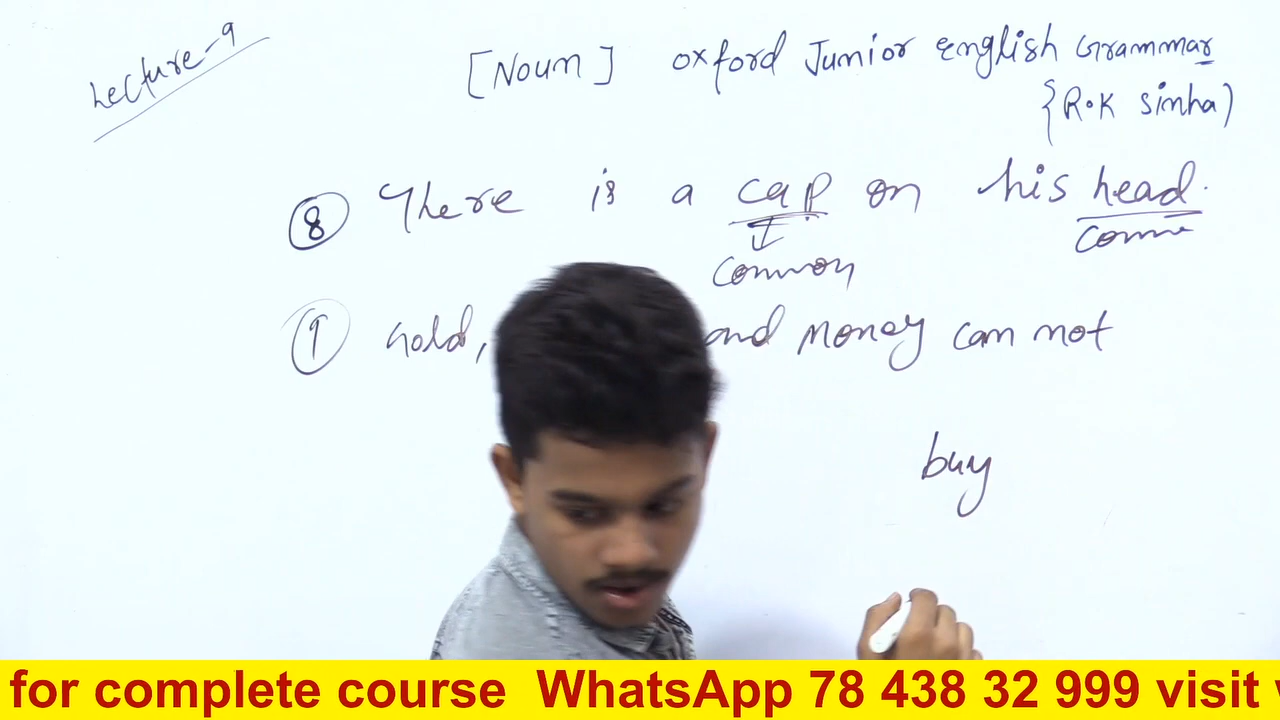 Lecture-9
[Noun] oxford Junior English Grammar
{R.K Sinha)
8 There is a cap on his head.
common comm
9 Gold, and money can not
buy
for complete course WhatsApp 78 438 32 999 visit